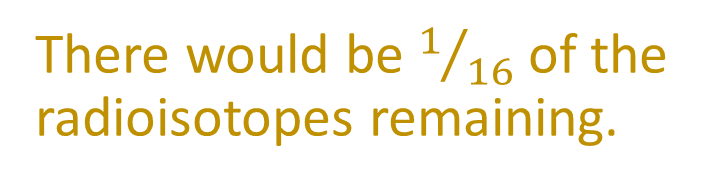 There would be 1/16 of the
radioisotopes remaining.